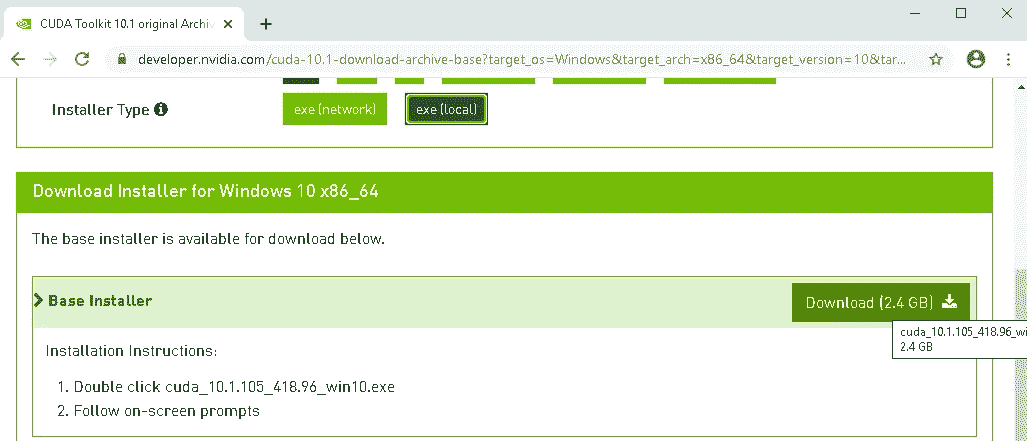 CUDA Toolkit 10.1 original Archiv
developer.nvidia.com/cuda-10.1-download-archive-base?target_os=Windows&target_arch=x86_64&target_version=10&tar...
Installer Type
exe (network) exe (local)
Download Installer for Windows 10 x86_64
The base installer is available for download below.
Base Installer
Download (2.4 GB)
cuda_10.1.105_418.96_wi
2.4 GB
Installation Instructions:
1. Double click cuda_10.1.105_418.96_win10.exe
2. Follow on-screen prompts